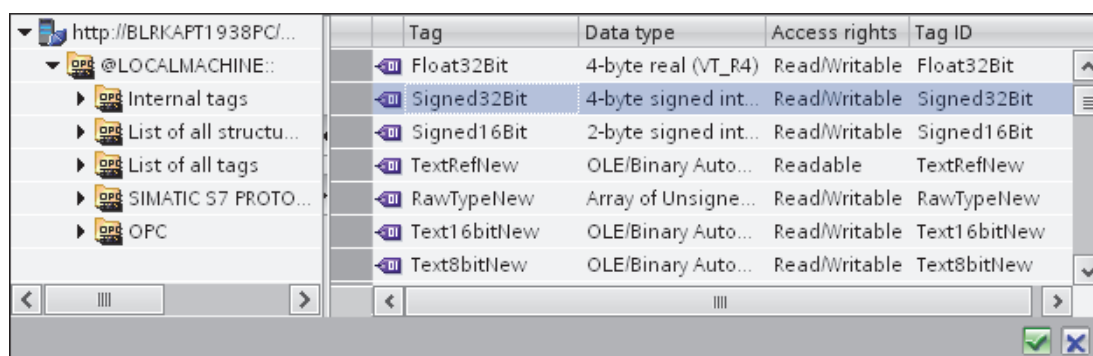 http://BLRKAPT1938PC/...
@LOCALMACHINE::
Internal tags
List of all structu...
List of all tags
SIMATIC S7 PROTO...
OPC
Tag Data type Access rights Tag ID
Float32Bit 4-byte real (VT_R4) Read/Writable Float32Bit
Signed32Bit 4-byte signed int... Read/Writable Signed32Bit
Signed16Bit 2-byte signed int... Read/Writable Signed16Bit
TextRefNew OLE/Binary Auto... Readable TextRefNew
RawTypeNew Array of Unsigne... Read/Writable RawTypeNew
Text16bitNew OLE/Binary Auto... Read/Writable Text16bitNew
Text8bitNew OLE/Binary Auto... Read/Writable Text8bitNew